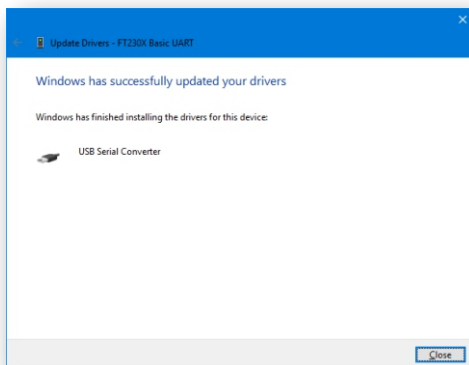 Update Drivers - FT230X Basic UART
Windows has successfully updated your drivers
Windows has finished installing the drivers for this device:
USB Serial Converter
Close